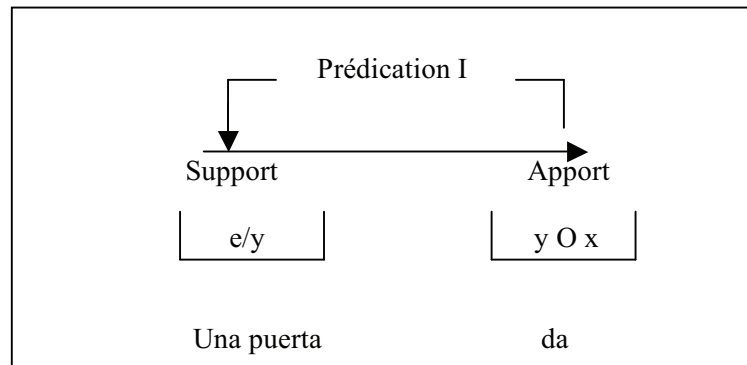 Prédication I
Support Apport
e/y y O x
Una puerta da